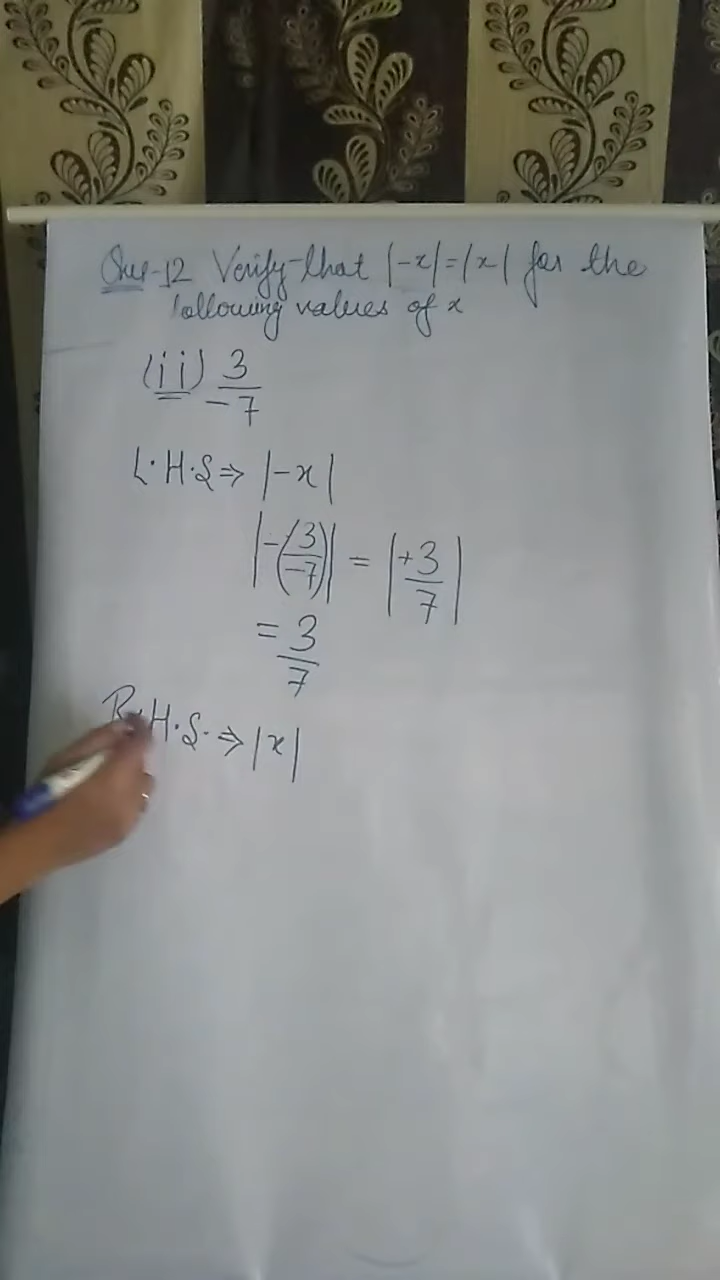 Que-12 Verify that |-x|=|x| for the
following values of x
(ii) 3/-7
L.H.S ⇒ |-x|
|-(3/-7)| = |+3/7|
= 3/7
R.H.S. ⇒ |x|